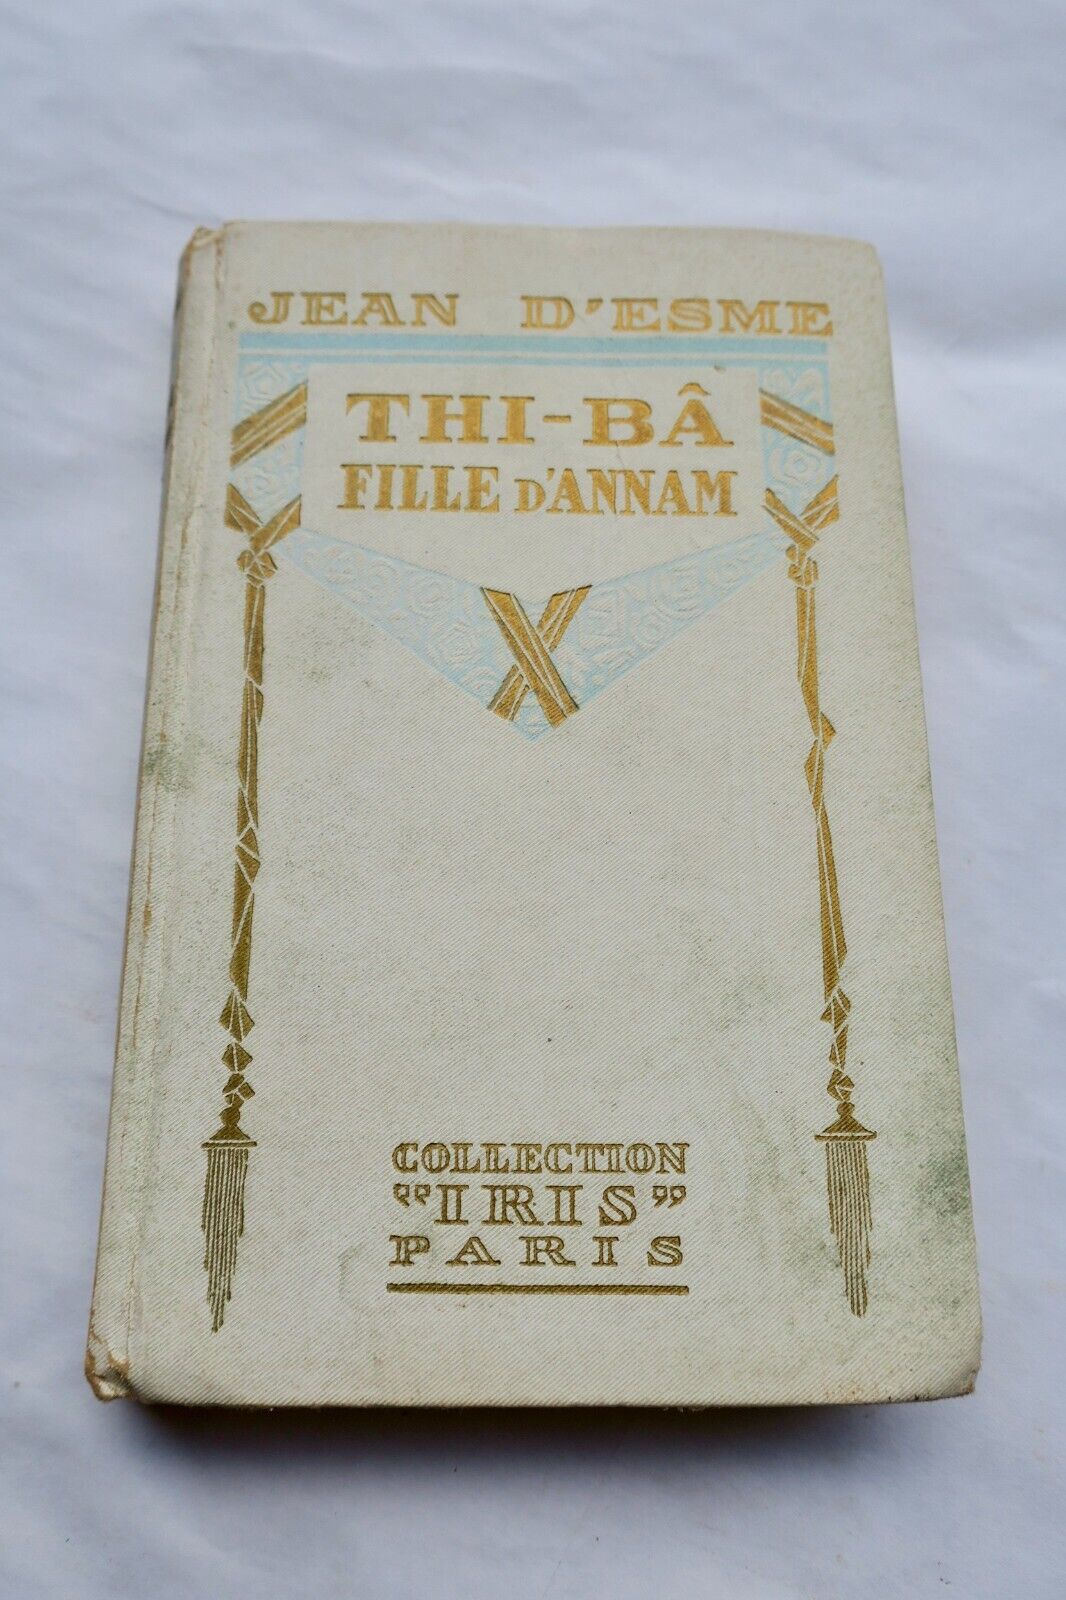 JEAN D'ESME
THI-BÂ
FILLE D'ANNAM
COLLECTION
"IRIS"
PARIS